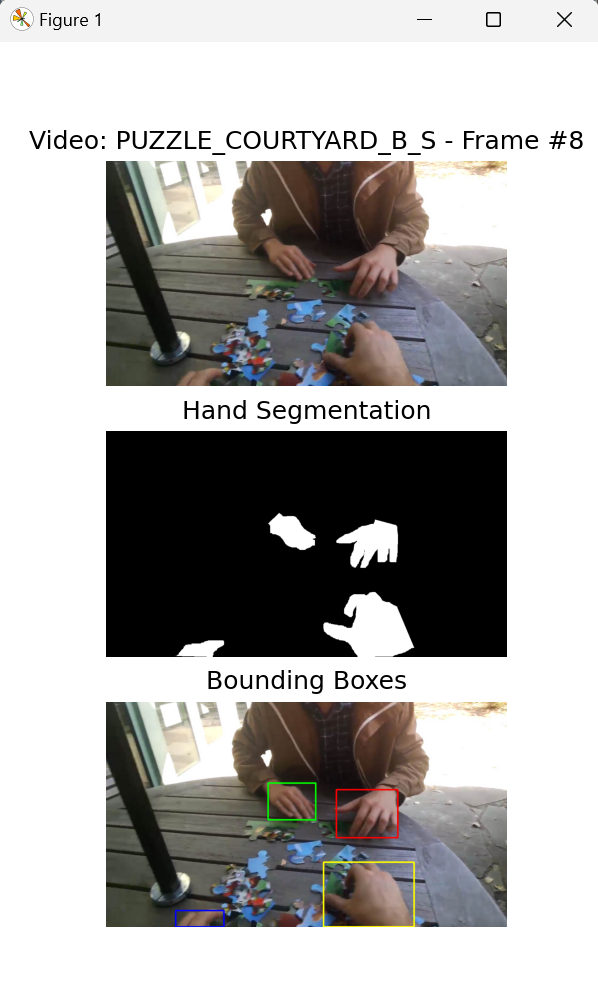 Figure 1
Video: PUZZLE_COURTYARD_B_S - Frame #8
Hand Segmentation
Bounding Boxes